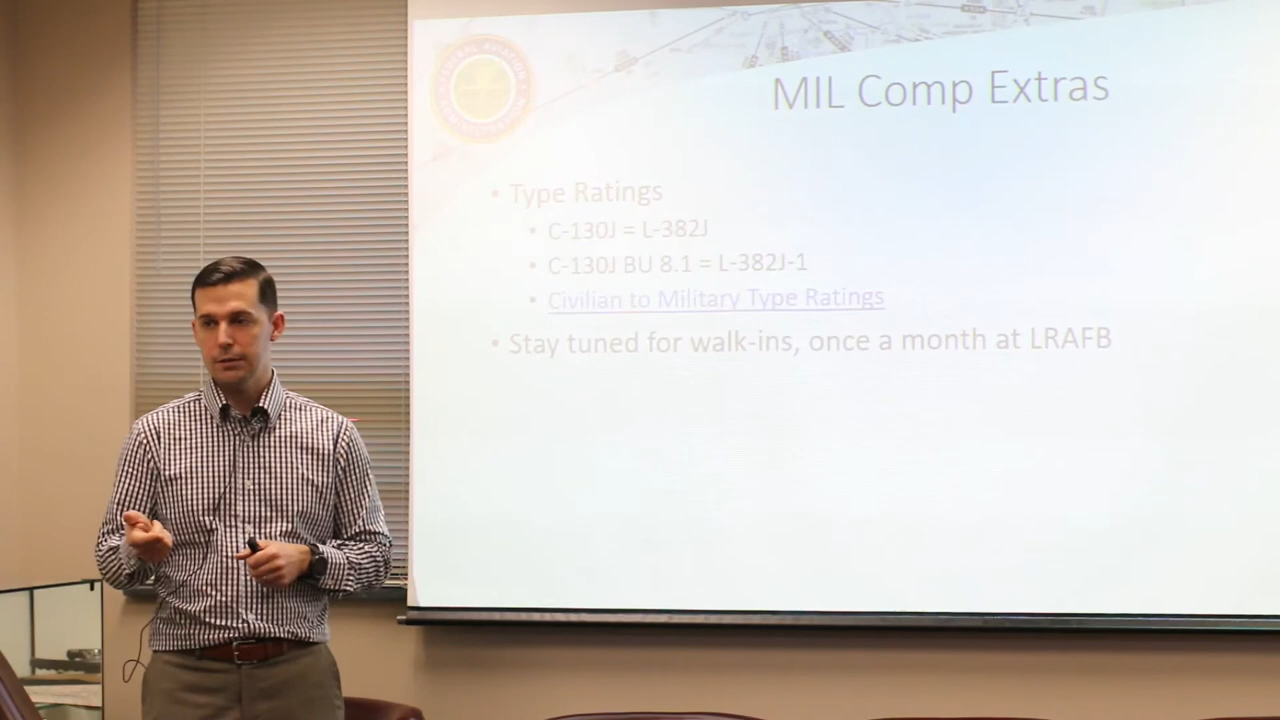 MIL Comp Extras
• Type Ratings
• C-130J = L-382J
• C-130J BU 8.1 = L-382J-1
• Civilian to Military Type Ratings
• Stay tuned for walk-ins, once a month at LRAFB